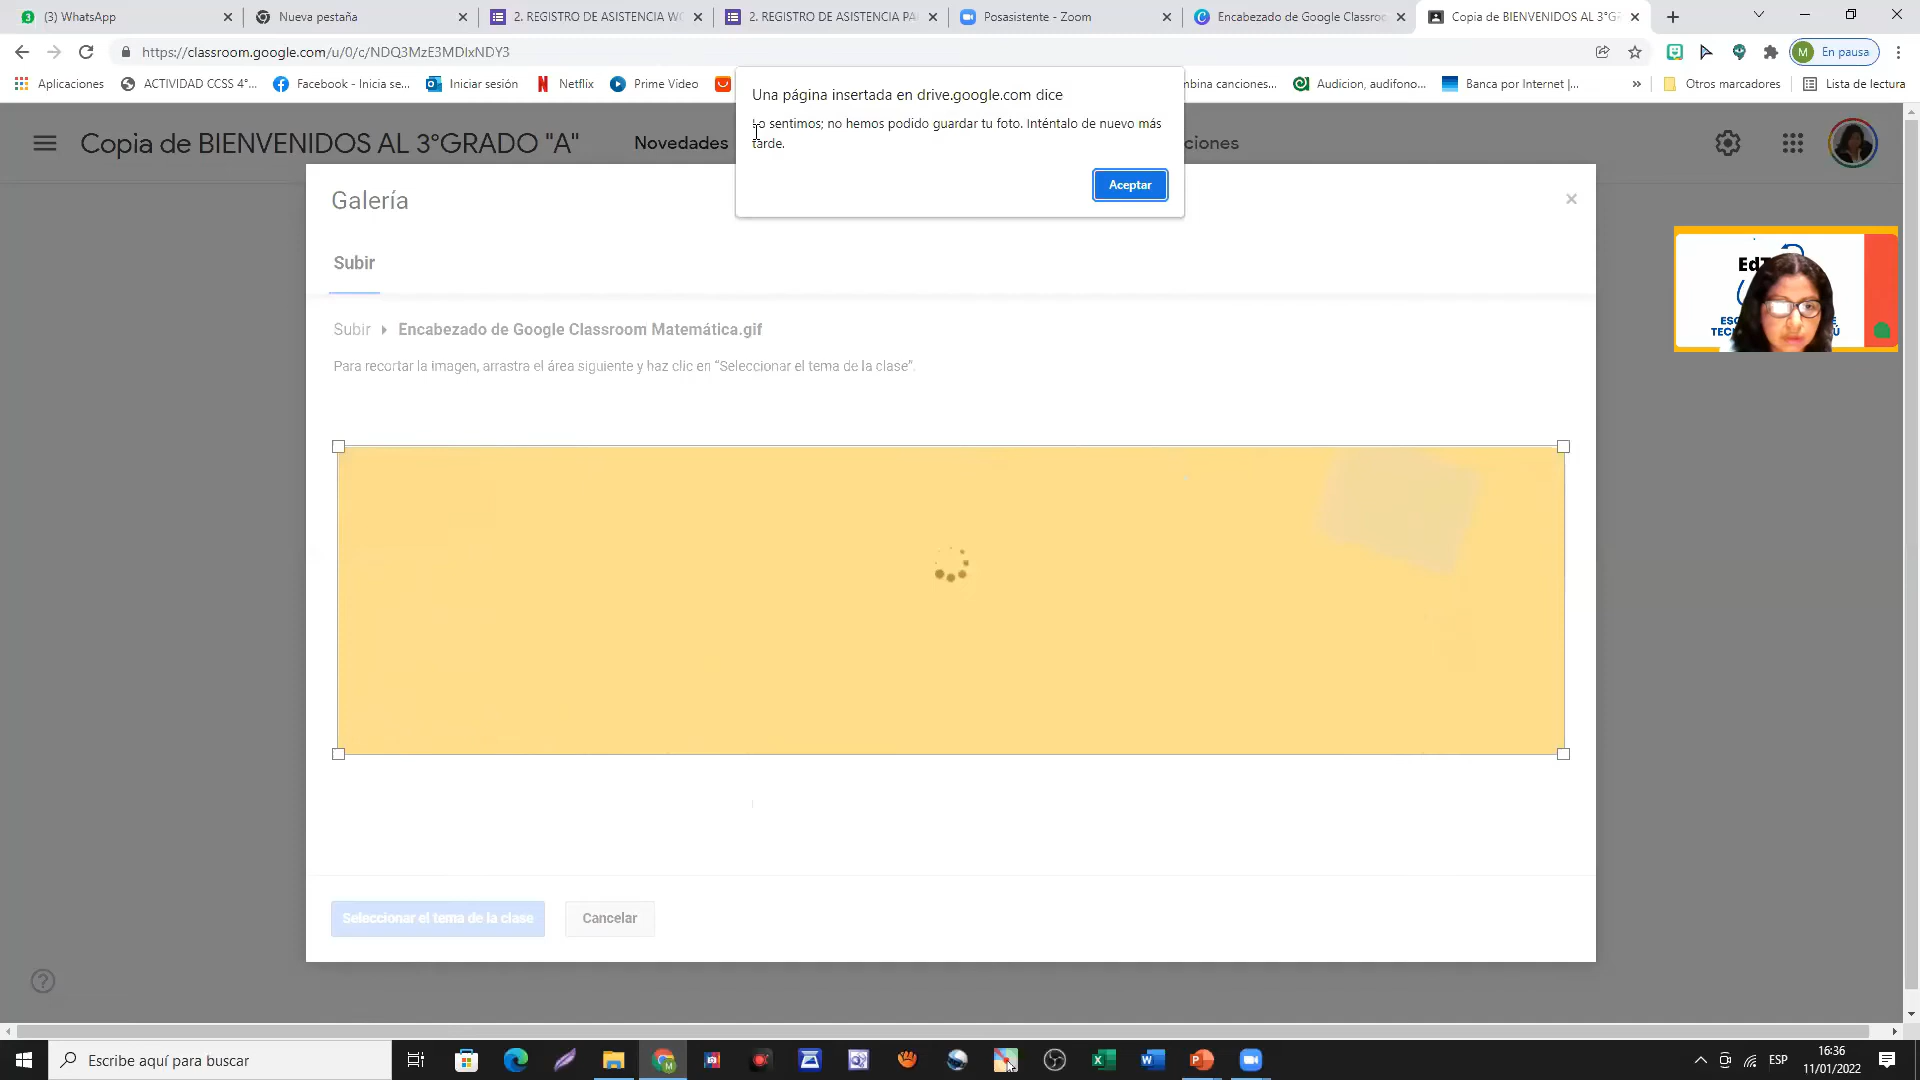 (3) WhatsApp
Nueva pestaña
2. REGISTRO DE ASISTENCIA
2. REGISTRO DE ASISTENCIA
Posasistente - Zoom
Encabezado de Google Classroo
Copia de BIENVENIDOS AL 3°G
https://classroom.google.com/u/0/c/NDQ3MzE3MDIxNDY3
M
En pausa
Aplicaciones
ACTIVIDAD CCSS 4°...
Facebook - Inicia se...
Iniciar sesión
Netflix
Prime Video
mbina canciones...
Audicion, audifono...
Banca por Internet |...
Otros marcadores
Lista de lectura
Una página insertada en drive.google.com dice
Lo sentimos; no hemos podido guardar tu foto. Inténtalo de nuevo más
tarde.
Aceptar
Copia de BIENVENIDOS AL 3°GRADO "A"
Novedades
ciones
Galería
Subir
Subir
Encabezado de Google Classroom Matemática.gif
Para recortar la imagen, arrastra el área siguiente y haz clic en “Seleccionar el tema de la clase”.
Seleccionar el tema de la clase
Cancelar
Escribe aquí para buscar
ESP
16:36
11/01/2022